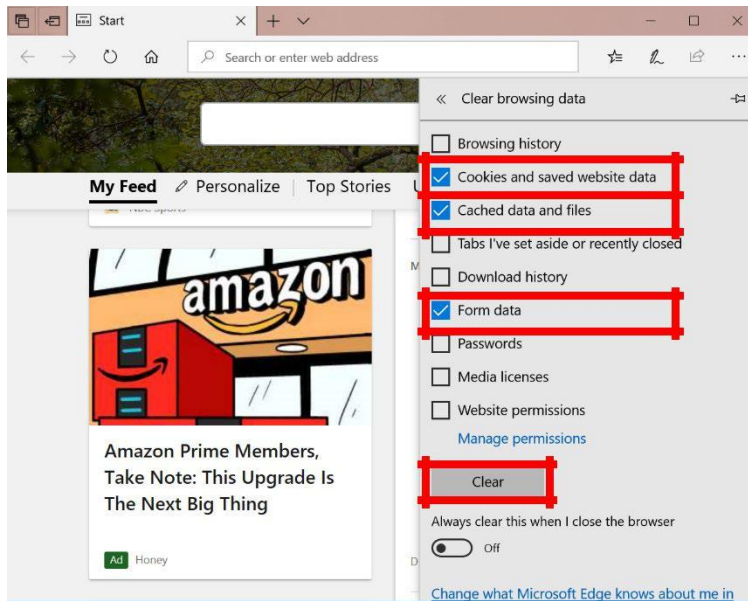 Start
Search or enter web address
Clear browsing data
Browsing history
Cookies and saved website data
Cached data and files
Tabs I've set aside or recently closed
Download history
Form data
Passwords
Media licenses
Website permissions
Manage permissions
Clear
Always clear this when I close the browser
Off
Change what Microsoft Edge knows about me in
My Feed
Personalize
Top Stories
amazon
Amazon Prime Members,
Take Note: This Upgrade Is
The Next Big Thing
Ad
Honey